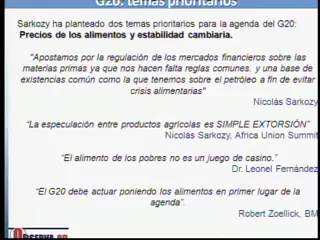 G20: temas prioritarios
Sarkozy ha planteado dos temas prioritarios para la agenda del G20:
Precios de los alimentos y estabilidad cambiaria.
"Apostamos por la regulación de los mercados financieros sobre las
materias primas ya que nos hacen falta reglas comunes. y una base de
existencias común como la que tenemos sobre el petróleo a fin de evitar
crisis alimentarias"
Nicolás Sarkozy
"La especulación entre productos agrícolas es SIMPLE EXTORSIÓN"
Nicolás Sarkozy, Africa Union Summit
"El alimento de los pobres no es un juego de casino."
Dr. Leonel Fernández
"El G20 debe actuar poniendo los alimentos en primer lugar de la
agenda".
Robert Zoellick, BM
OBSERVA.DR